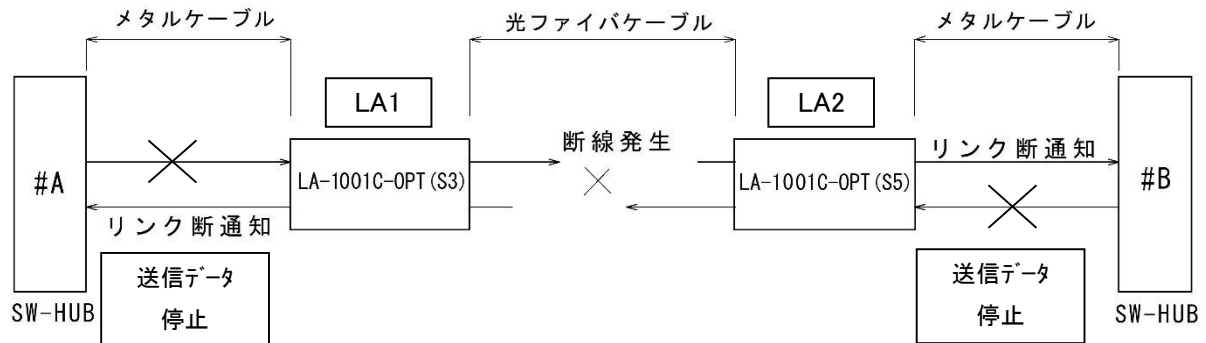 メタルケーブル
光ファイバケーブル
メタルケーブル
LA1
LA2
断線発生
リンク断通知
#A
LA-1001C-OPT(S3)
LA-1001C-OPT(S5)
#B
リンク断通知
送信データ
停止
送信データ
停止
SW-HUB
SW-HUB